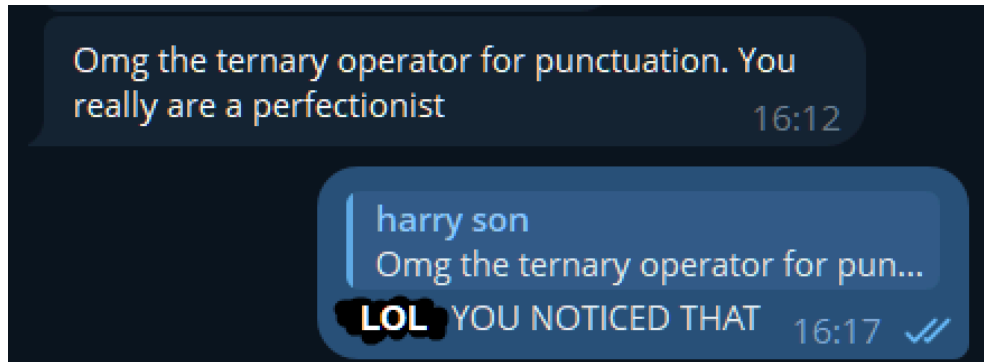 Omg the ternary operator for punctuation. You
really are a perfectionist
16:12
harry son
Omg the ternary operator for pun...
LOL YOU NOTICED THAT
16:17